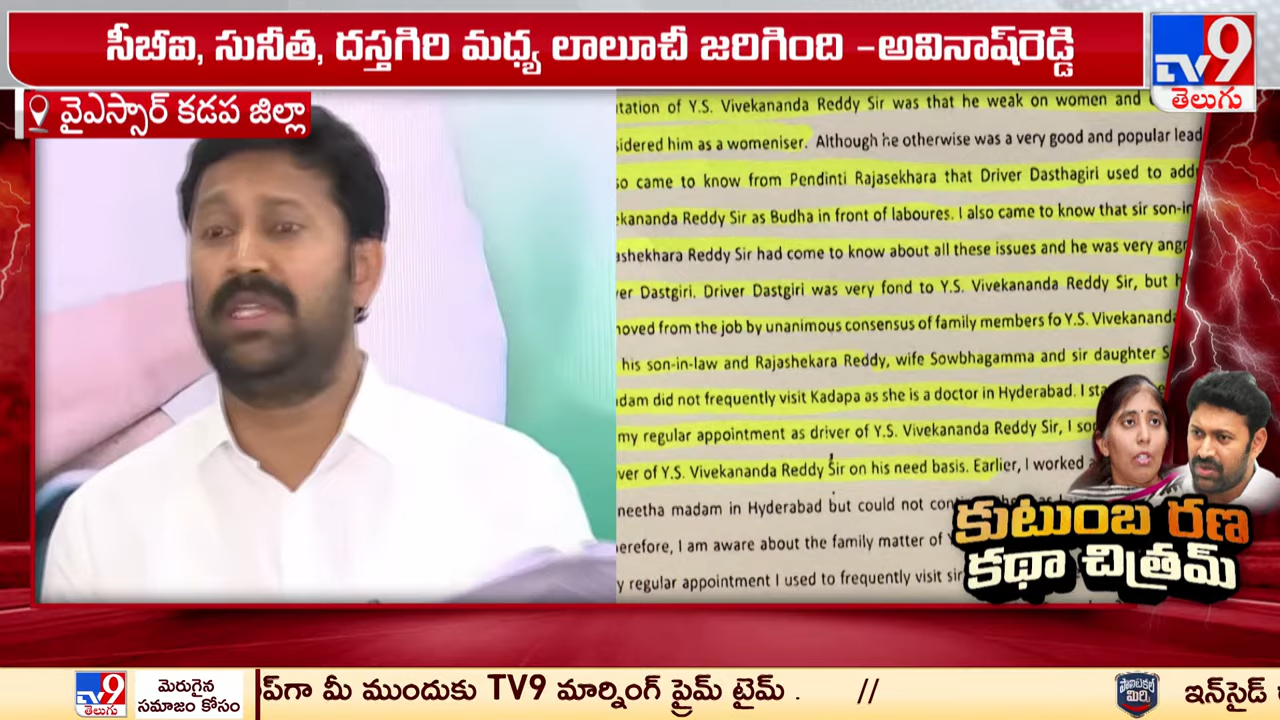 సీబీఐ, సునీత, దస్తగిరి మధ్య లాలూచీ జరిగింది -అవినాష్‌రెడ్డి
TV9
తెలుగు
వైఎస్సార్ కడప జిల్లా
tation of Y.S. Vivekananda Reddy Sir was that he weak on women and
sidered him as a womeniser. Although he otherwise was a very good and popular lead
so came to know from Pendinti Rajasekhara that Driver Dasthagiri used to add
ekananda Reddy Sir as Budha in front of laboures. I also came to know that sir son-in
ashekhara Reddy Sir had come to know about all these issues and he was very angr
ver Dastgiri. Driver Dastgiri was very fond to Y.S. Vivekananda Reddy Sir, but h
noved from the job by unanimous consensus of family members fo Y.S. Vivekananda
his son-in-law and Rajashekara Reddy, wife Sowbhagamma and sir daughter S
adam did not frequently visit Kadapa as she is a doctor in Hyderabad. I sta
my regular appointment as driver of Y.S. Vivekananda Reddy Sir, I so
ver of Y.S. Vivekananda Reddy Sir on his need basis. Earlier, I worked
neetha madam in Hyderabad but could not con
erefore, I am aware about the family matter of
y regular appointment I used to frequently visit sir
కుటుంబ రణ
కథా చిత్రమ్
TV9
తెలుగు
మెరుగైన
సమాజం కోసం
ప్‌గా మీ ముందుకు TV9 మార్నింగ్ ప్రైమ్ టైమ్ . //
పొలిటికల్
మిర్చి
ఇన్‌సైడ్